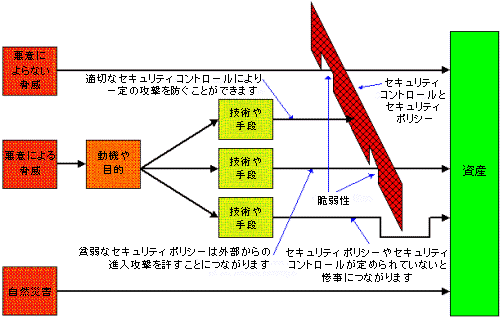 悪意に
よらない
脅威
適切なセキュリティコントロールにより
一定の攻撃を防ぐことができます
セキュリティ
コントロールと
セキュリティ
ポリシー
技術や
手段
悪意による
脅威
動機や
目的
技術や
手段
資産
脆弱性
技術や
手段
貧弱なセキュリティポリシーは外部からの
進入攻撃を許すことにつながります
セキュリティポリシーやセキュリティ
コントロールが定められていないと
惨事につながります
自然災害